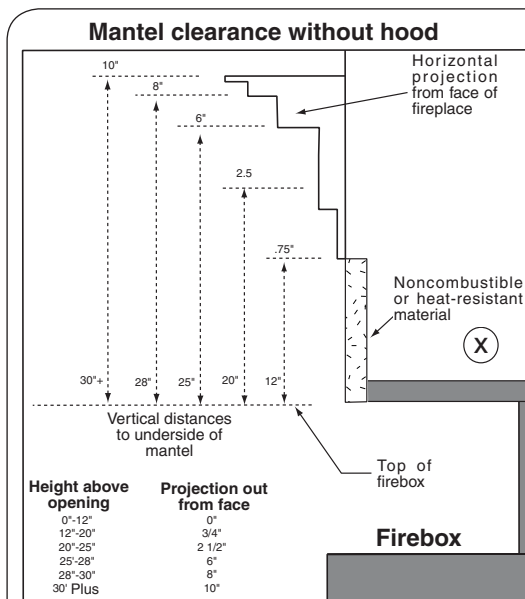 Mantel clearance without hood
10"
8"
6"
2.5
.75"
Horizontal
projection
from face of
fireplace
Noncombustible
or heat-resistant
material
X
30"+
28"
25"
20"
12"
Vertical distances
to underside of
mantel
Top of
firebox
Height above
opening
Projection out
from face
0"-12" 0"
12"-20" 3/4"
20"-25" 2 1/2"
25'-28" 6"
28"-30" 8"
30' Plus 10"
Firebox